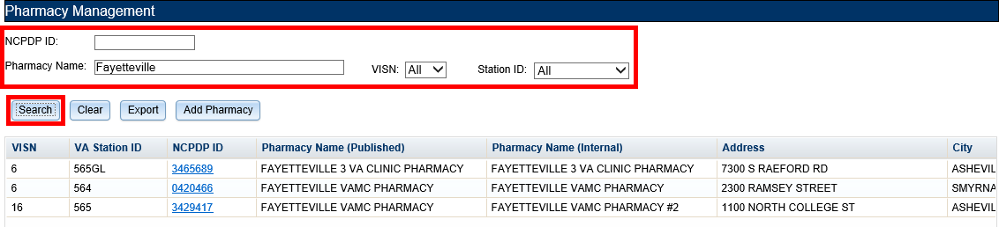 Pharmacy Management
NCPDP ID:
Pharmacy Name: Fayetteville VISN: All Station ID: All
Search Clear Export Add Pharmacy
VISN VA Station ID NCPDP ID Pharmacy Name (Published) Pharmacy Name (Internal) Address City
6 565GL 3465689 FAYETTEVILLE 3 VA CLINIC PHARMACY FAYETTEVILLE 3 VA CLINIC PHARMACY 7300 S RAEFORD RD ASHEVIL
6 564 0420466 FAYETTEVILLE VAMC PHARMACY FAYETTEVILLE VAMC PHARMACY 2300 RAMSEY STREET SMYRNA
16 565 3429417 FAYETTEVILLE VAMC PHARMACY FAYETTEVILLE VAMC PHARMACY #2 1100 NORTH COLLEGE ST ASHEVIL